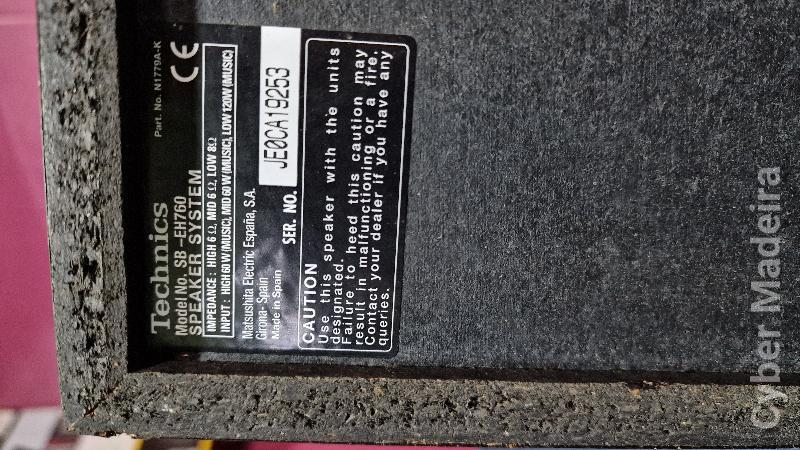 Technics
Part. No. N1779A-K
Model No. SB-EH760
SPEAKER SYSTEM
CE
IMPEDANCE : HIGH 6 Ω, MID 6 Ω, LOW 8Ω
INPUT : HIGH 60 W (MUSIC), MID 60 W (MUSIC), LOW 120W (MUSIC)
Matsushita Electric España, S.A.
Girona- Spalin
Made in Spain
SER. NO. JE0CA19253
CAUTION
Use this speaker with the units
designated.
Failure to heed this caution may
result in malfunctioning or a fire;
Contact your dealer if you have any
queries.
Cyber Madeira